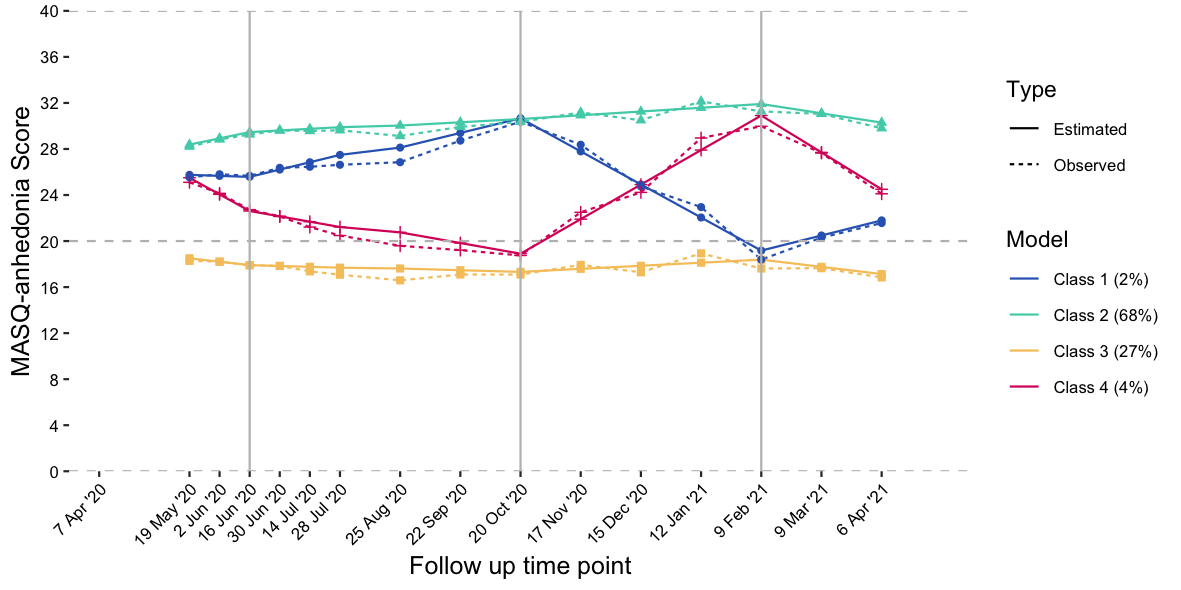 40
36
32
28
24
20
16
12
8
4
0
MASQ-anhedonia Score
7 Apr '20
19 May '20
2 Jun '20
16 Jun '20
30 Jun '20
14 Jul '20
28 Jul '20
25 Aug '20
22 Sep '20
20 Oct '20
17 Nov '20
15 Dec '20
12 Jan '21
9 Feb '21
9 Mar '21
6 Apr '21
Follow up time point
Type
Estimated
Observed
Model
Class 1 (2%)
Class 2 (68%)
Class 3 (27%)
Class 4 (4%)